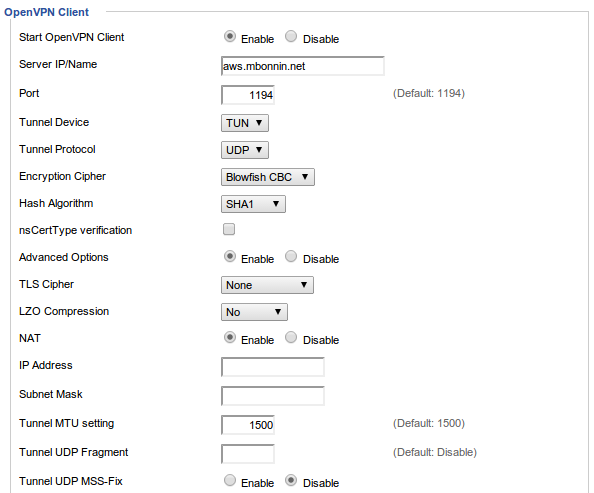 OpenVPN Client
Start OpenVPN Client Enable Disable
Server IP/Name aws.mbonnin.net
Port 1194 (Default: 1194)
Tunnel Device TUN
Tunnel Protocol UDP
Encryption Cipher Blowfish CBC
Hash Algorithm SHA1
nsCertType verification
Advanced Options Enable Disable
TLS Cipher None
LZO Compression No
NAT Enable Disable
IP Address
Subnet Mask
Tunnel MTU setting 1500 (Default: 1500)
Tunnel UDP Fragment (Default: Disable)
Tunnel UDP MSS-Fix Enable Disable